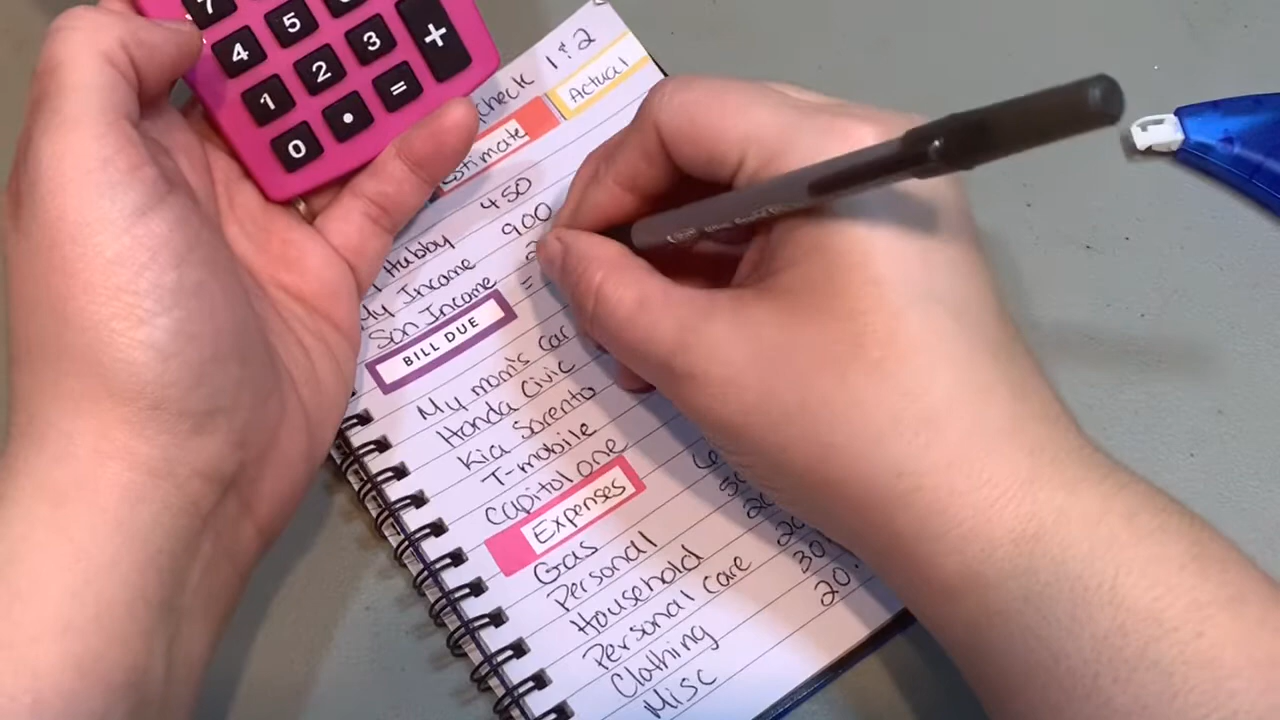 check 1 & 2
Estimate Actual
Hubby 450
My Income 900
Son Income
=
BILL DUE
My mom's car
Honda Civic
Kia Sorento
T-mobile
Capitol one
Expenses
Gas
Personal
Household
Personal Care
Clothing 30
Misc 20.
7
4 5
1 2 3 +
0 • =